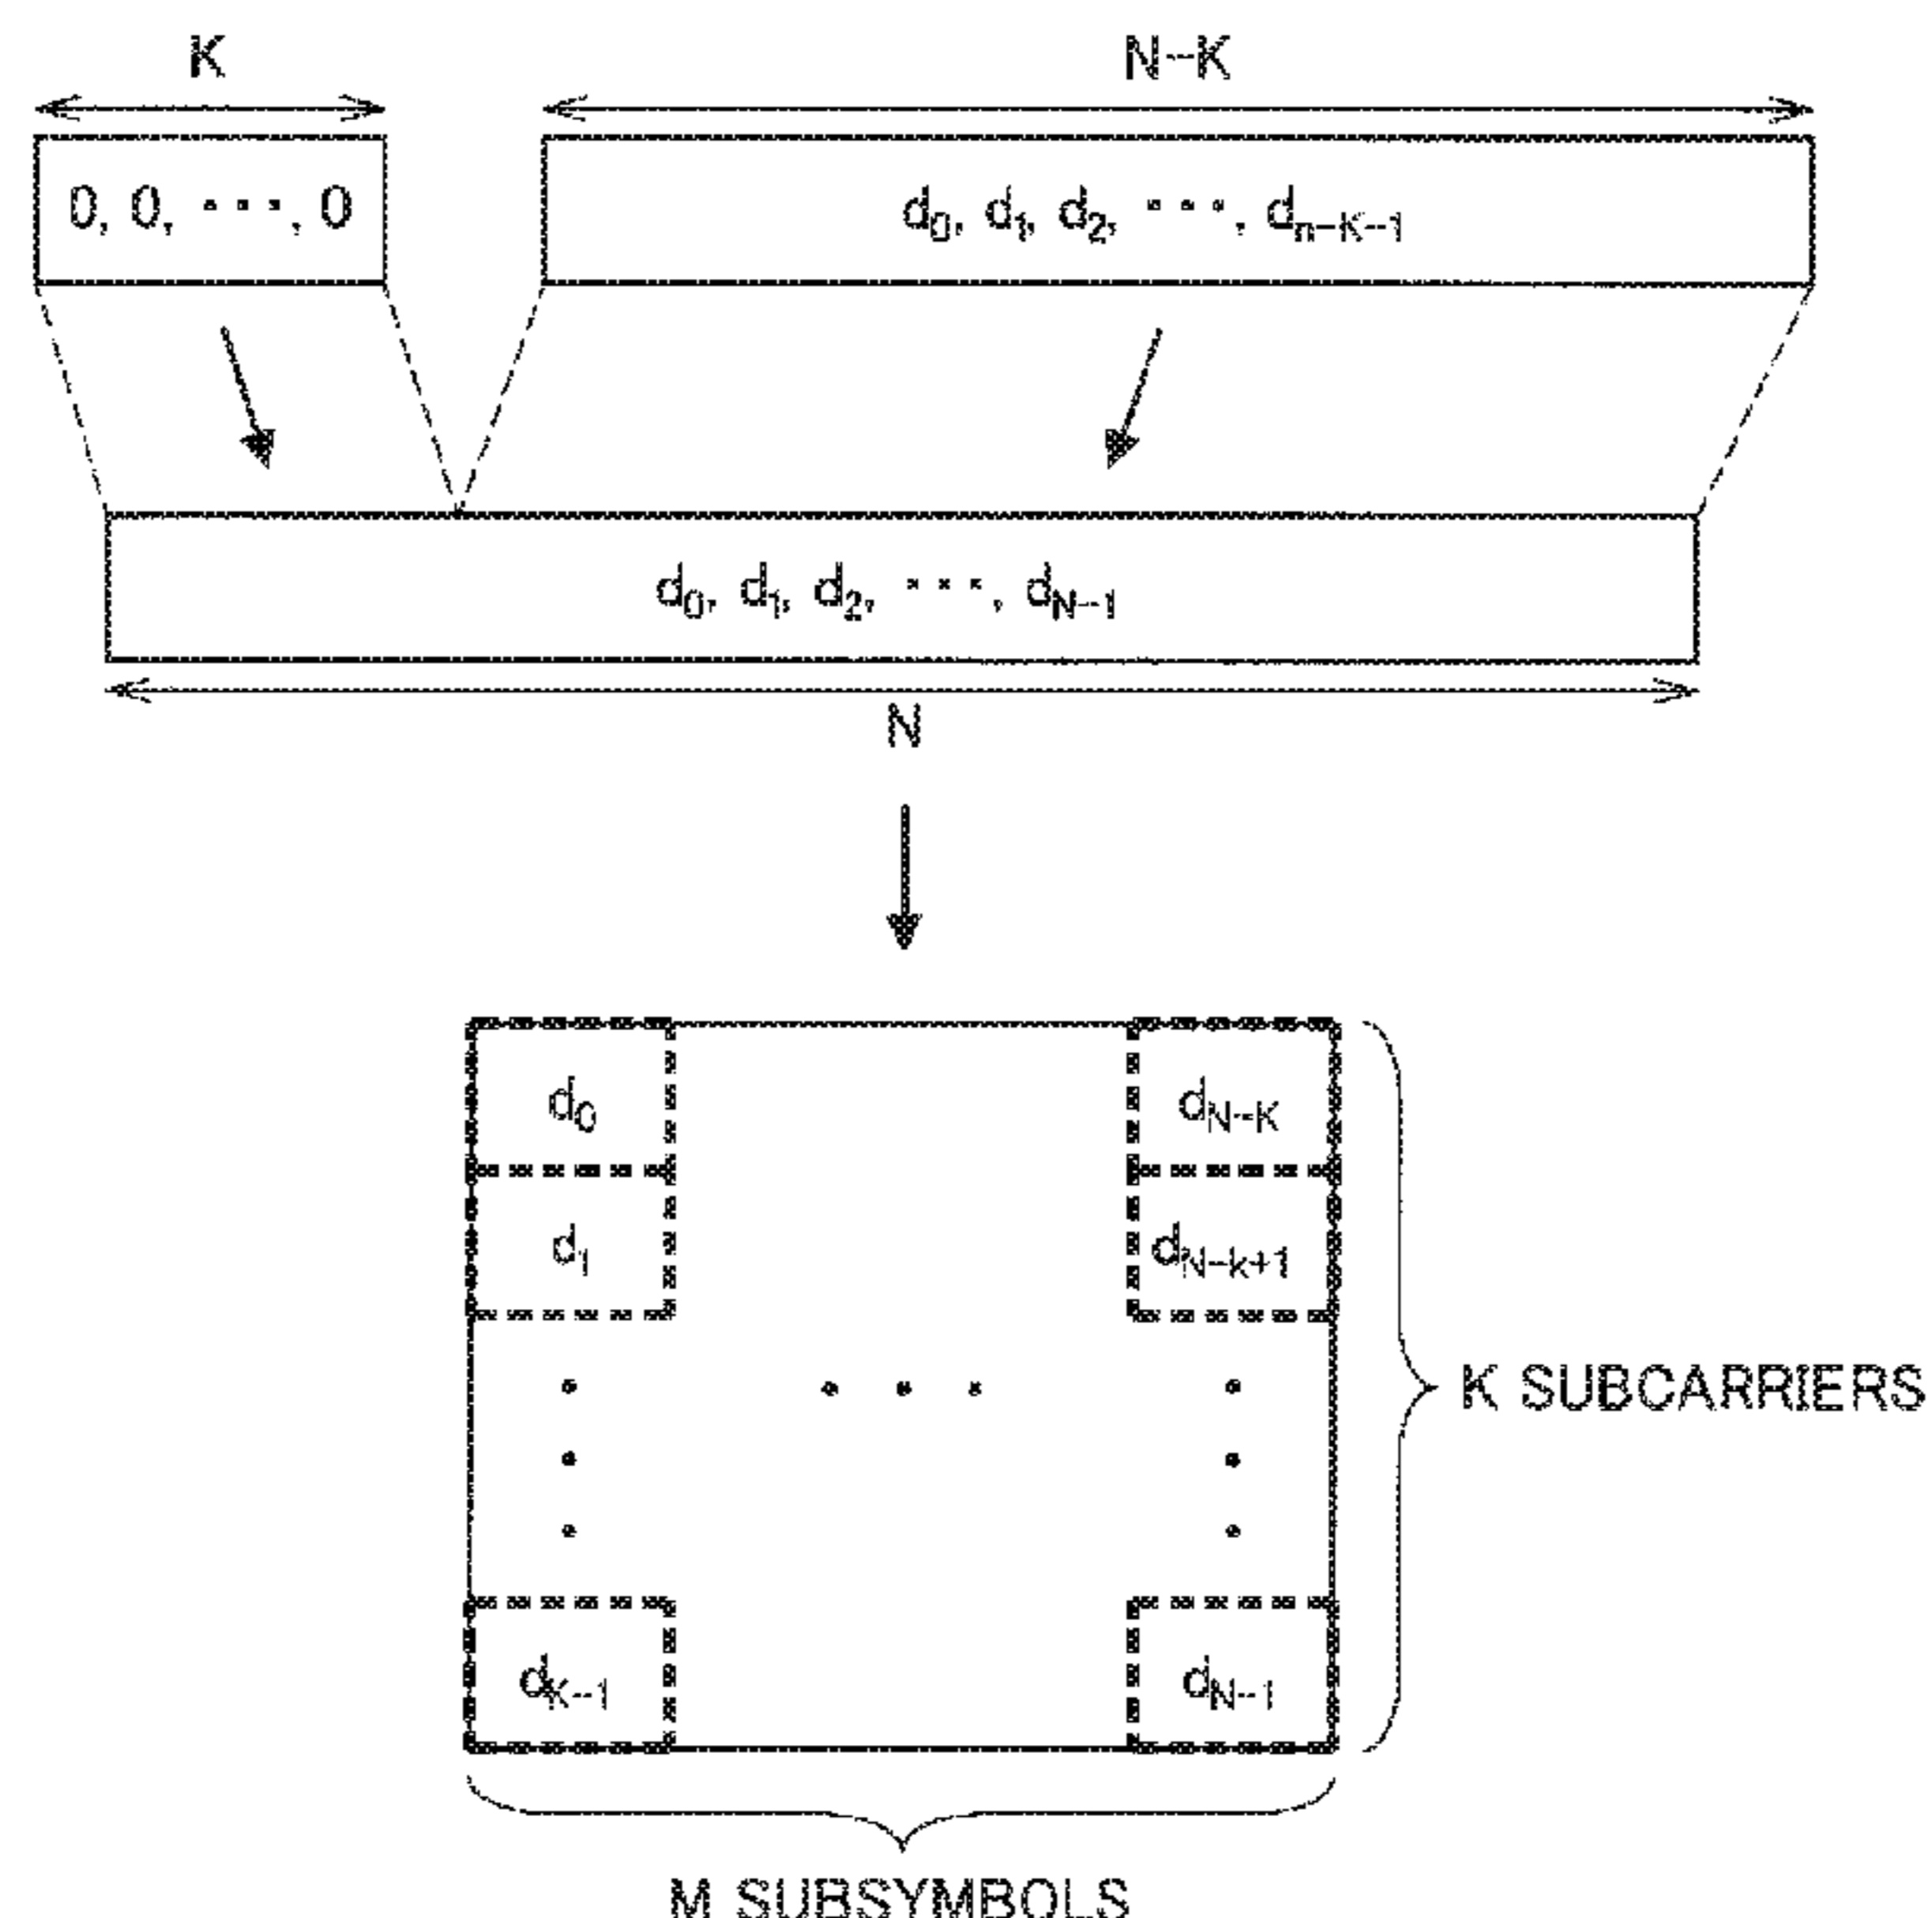 K
N-K
0, 0, ···, 0
d0, d1, d2, ···, dn-K-1
d0, d1, d2, ···, dN-1
N
d0
dN-K
d1
dN-k+1
K SUBCARRIERS
dK-1
dN-1
M SUBSYMBOLS